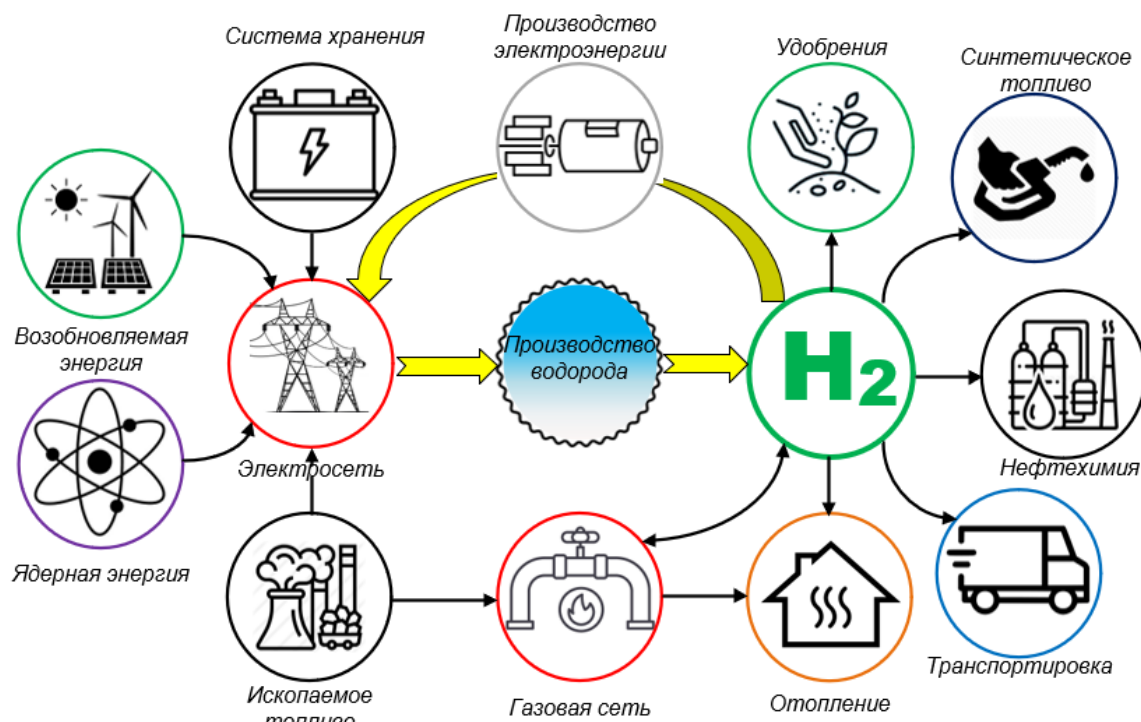 Система хранения
Производство
электроэнергии
Удобрения
Синтетическое
топливо
Возобновляемая
энергия
Производство
водорода
H2
Электросеть
Нефтехимия
Ядерная энергия
Ископаемое
топливо
Газовая сеть
Отопление
Транспортировка